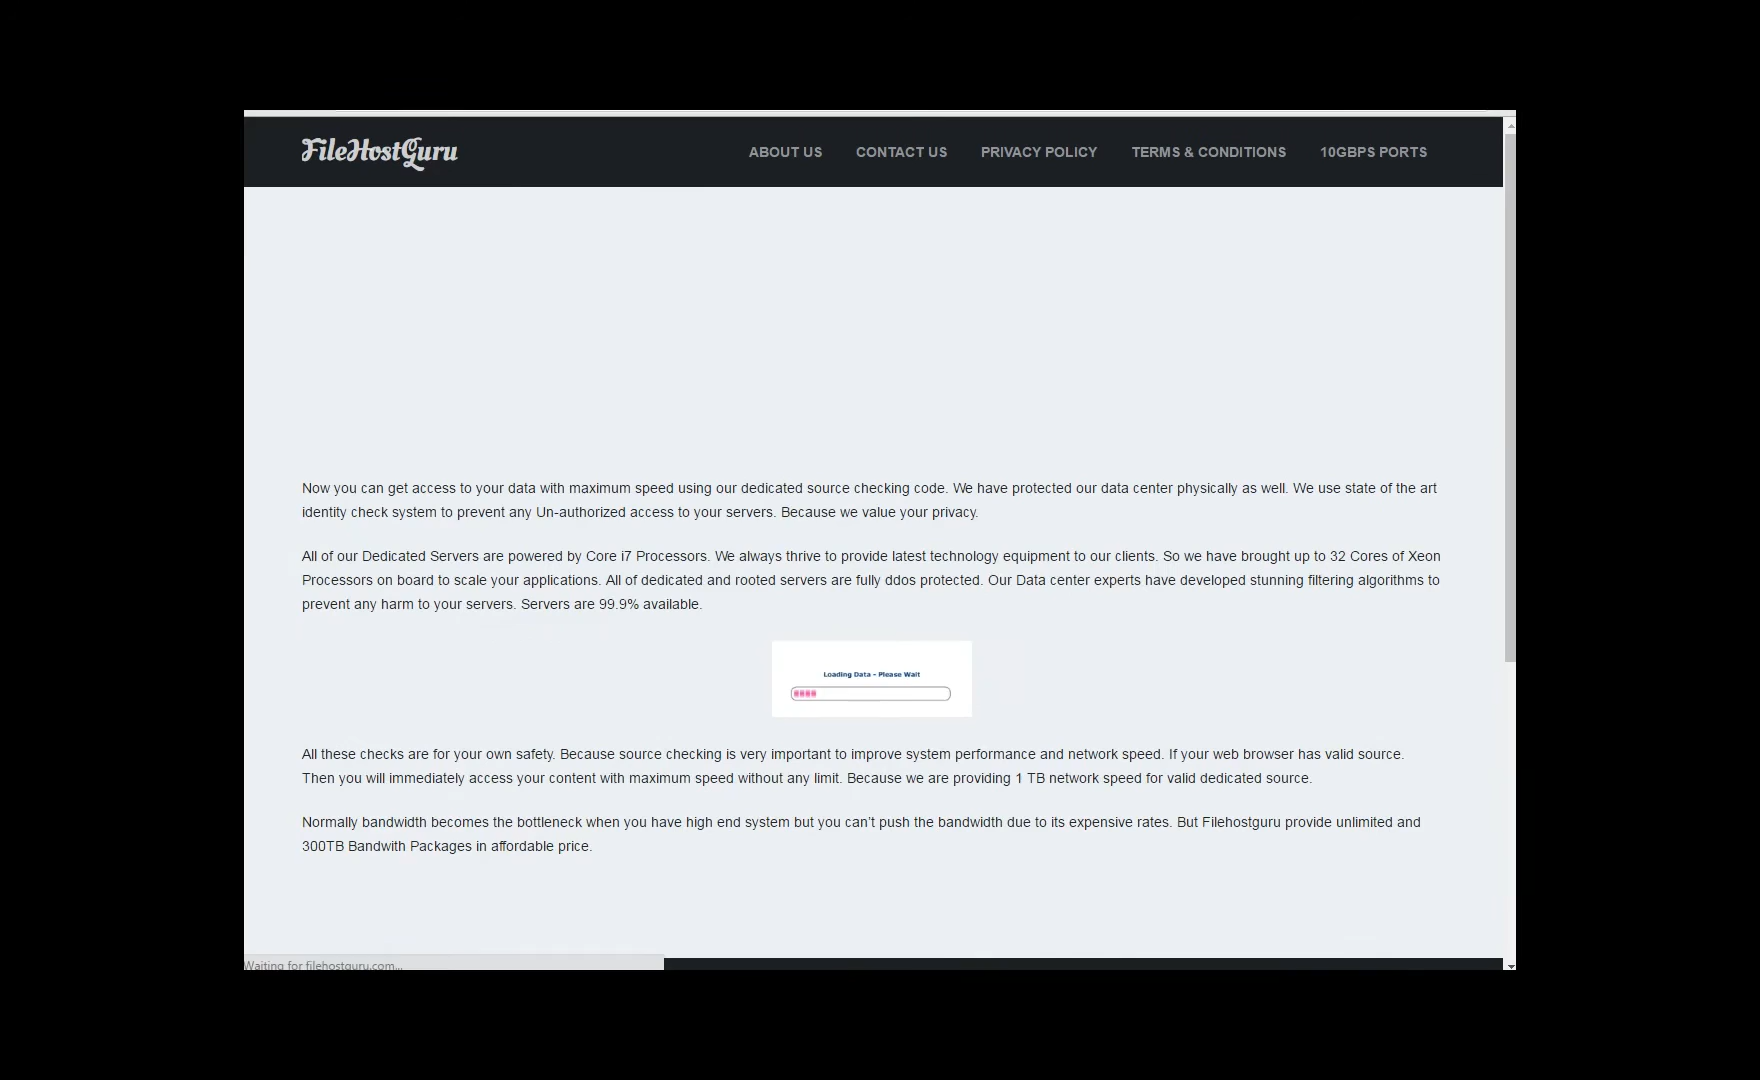 FileHostGuru
ABOUT US CONTACT US PRIVACY POLICY TERMS & CONDITIONS 10GBPS PORTS
Now you can get access to your data with maximum speed using our dedicated source checking code. We have protected our data center physically as well. We use state of the art
identity check system to prevent any Un-authorized access to your servers. Because we value your privacy.
All of our Dedicated Servers are powered by Core i7 Processors. We always thrive to provide latest technology equipment to our clients. So we have brought up to 32 Cores of Xeon
Processors on board to scale your applications. All of dedicated and rooted servers are fully ddos protected. Our Data center experts have developed stunning filtering algorithms to
prevent any harm to your servers. Servers are 99.9% available.
Loading Data - Please Wait
All these checks are for your own safety. Because source checking is very important to improve system performance and network speed. If your web browser has valid source.
Then you will immediately access your content with maximum speed without any limit. Because we are providing 1 TB network speed for valid dedicated source.
Normally bandwidth becomes the bottleneck when you have high end system but you can't push the bandwidth due to its expensive rates. But Filehostguru provide unlimited and
300TB Bandwith Packages in affordable price.
Waiting for filehostguru.com...